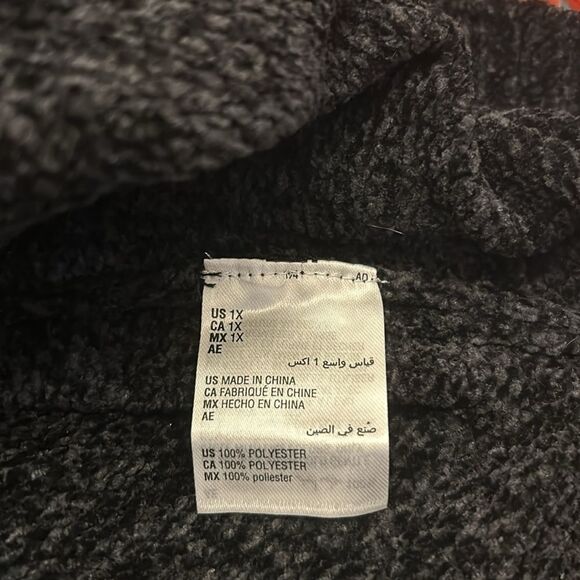 US 1X
CA 1X
MX 1X
AE
قياس واسع 1 اكس
US MADE IN CHINA
CA FABRIQUÉ EN CHINE
MX HECHO EN CHINA
AE
صُنع في الصين
US 100% POLYESTER
CA 100% POLYESTER
MX 100% poliester